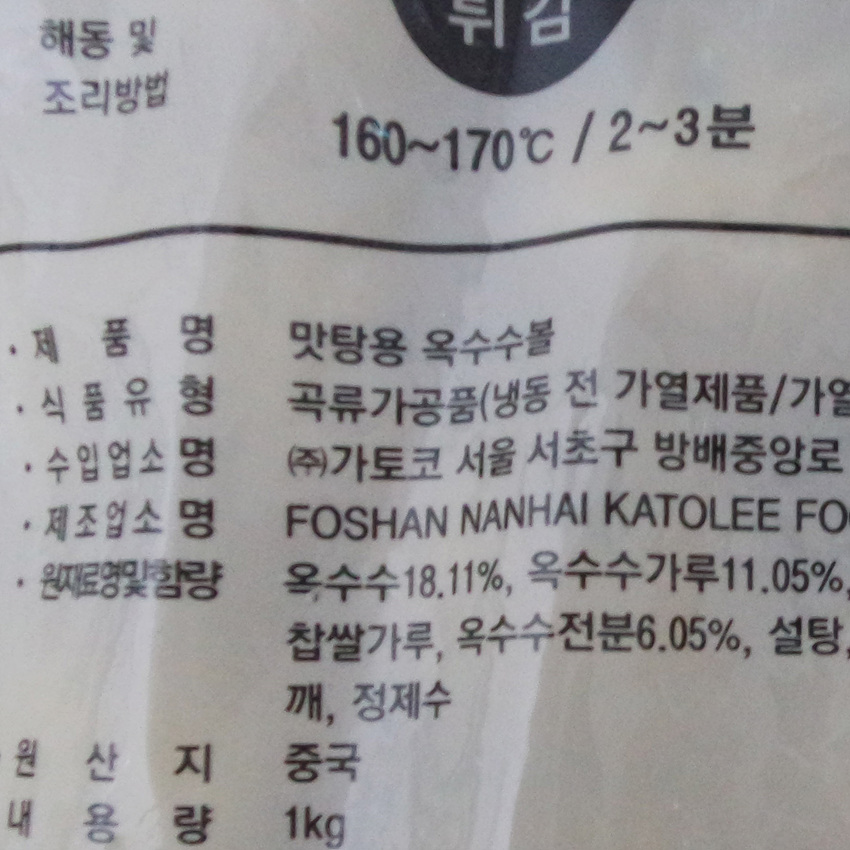 튀김
해동 및
조리방법
160~170℃ / 2~3분
· 제 품 명 맛탕용 옥수수볼
· 식 품 유 형 곡류가공품(냉동 전 가열제품/가열
· 수 입 업 소 명 ㈜가토코 서울 서초구 방배중앙로
· 제 조 업 소 명 FOSHAN NANHAI KATOLEE FO
· 원재료명및함량 옥수수18.11%, 옥수수가루11.05%,
찹쌀가루, 옥수수전분6.05%, 설탕,
깨, 정제수
원 산 지 중국
내 용 량 1kg